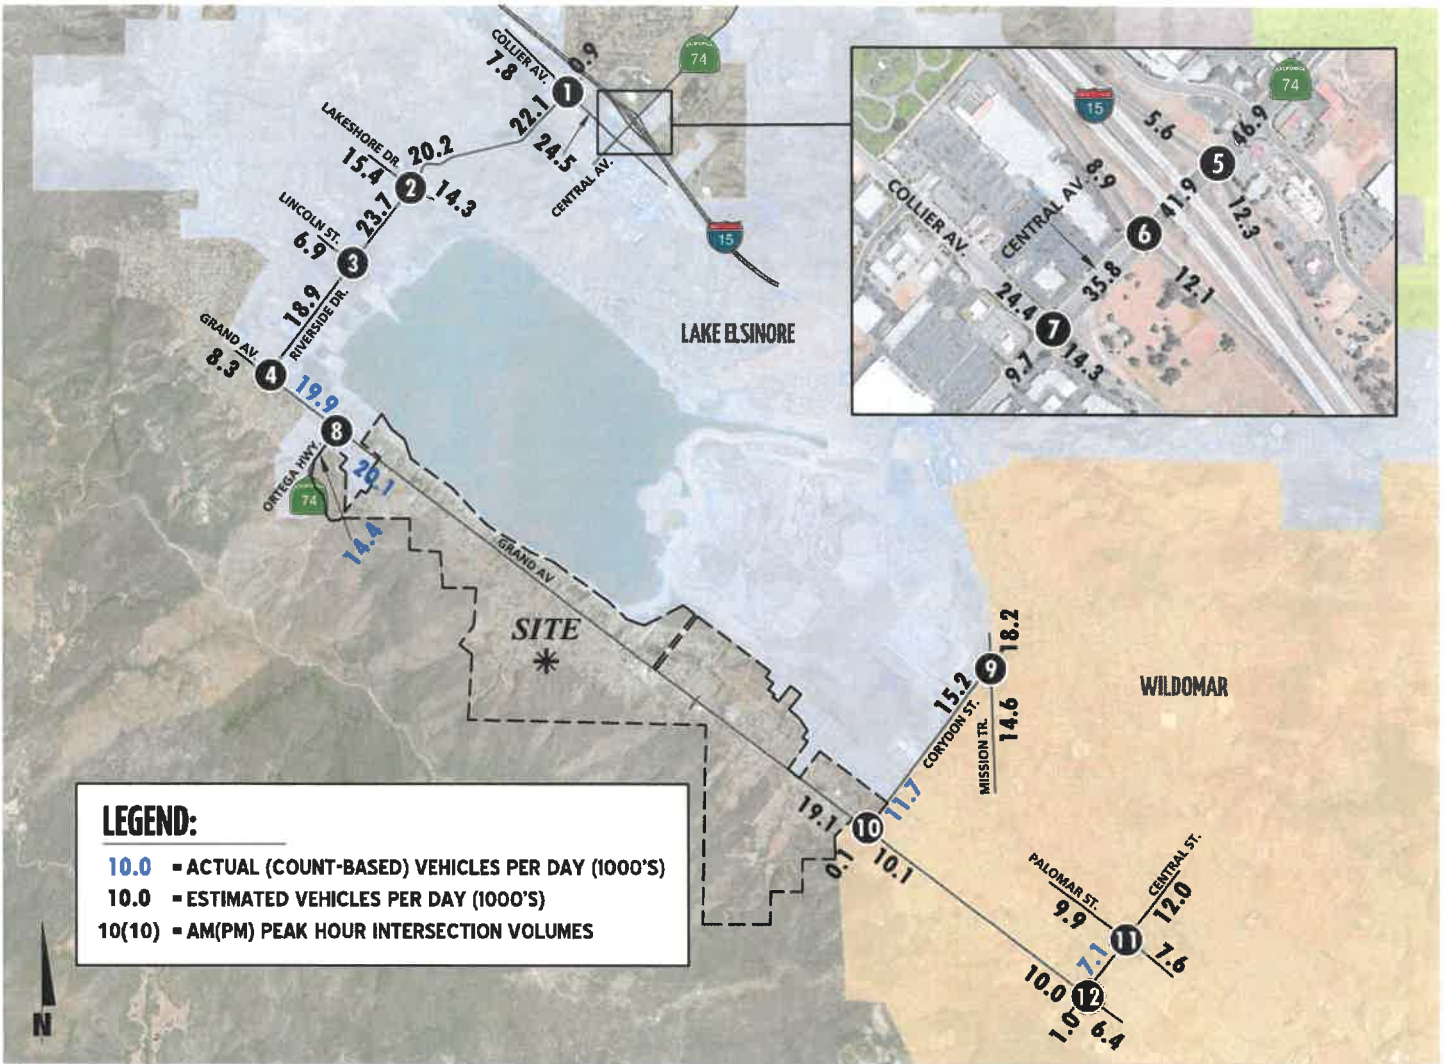 COLLIER AV.
7.8
0.9
CALIFORNIA
74
1
22.1
24.5
CENTRAL AV.
LAKESHORE DR.
15.4
20.2
2
14.3
23.7
LINCOLN ST.
6.9
3
18.9
RIVERSIDE DR.
15
GRAND AV.
8.3
4
19.9
8
20.1
ORTEGA HWY.
74
14.4
LAKE ELSINORE
15
CALIFORNIA
74
5.6
46.9
5
12.3
8.9
41.9
6
CENTRAL AV.
COLLIER AV.
35.8
12.1
24.4
7
14.3
9.7
GRAND AV
SITE
18.2
9
15.2
14.6
CORYDON ST.
MISSION TR.
WILDOMAR
11.7
19.1
10
0.1
10.1
PALOMAR ST.
9.9
CENTRAL ST.
12.0
11
7.1
7.6
10.0
12
1.0
6.4
LEGEND:
10.0 = ACTUAL (COUNT-BASED) VEHICLES PER DAY (1000'S)
10.0 = ESTIMATED VEHICLES PER DAY (1000'S)
10(10) = AM(PM) PEAK HOUR INTERSECTION VOLUMES
N